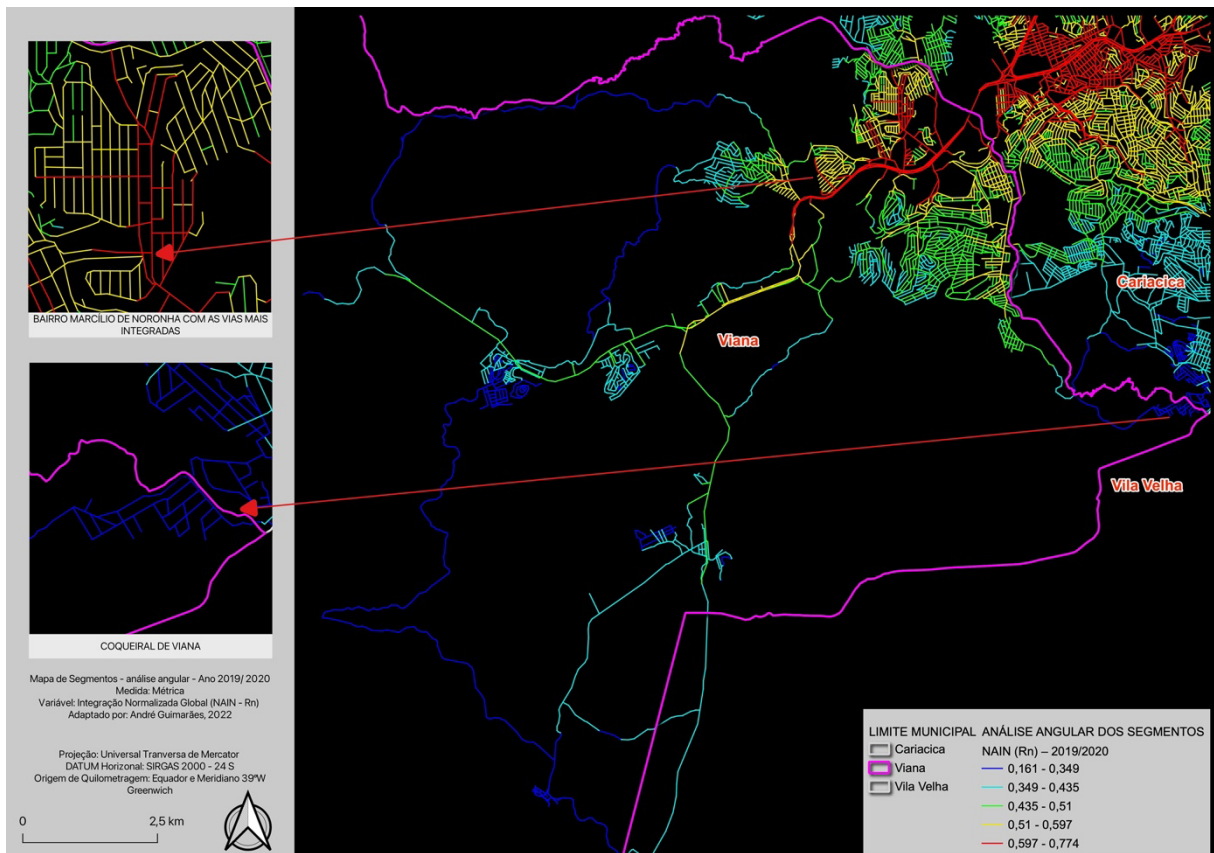 BAIRRO MARCÍLIO DE NORONHA COM AS VIAS MAIS
INTEGRADAS
COQUEIRAL DE VIANA
Mapa de Segmentos - análise angular - Ano 2019/ 2020
Medida: Métrica
Variável: Integração Normalizada Global (NAIN - Rn)
Adaptado por: André Guimarães, 2022
Projeção: Universal Tranversa de Mercator
DATUM Horizonal: SIRGAS 2000 - 24 S
Origem de Quilometragem: Equador e Meridiano 39ºW
Greenwich
0 2,5 km
Cariacica
Viana
Vila Velha
LIMITE MUNICIPAL
Cariacica
Viana
Vila Velha
ANÁLISE ANGULAR DOS SEGMENTOS
NAIN (Rn) – 2019/2020
0,161 - 0,349
0,349 - 0,435
0,435 - 0,51
0,51 - 0,597
0,597 - 0,774